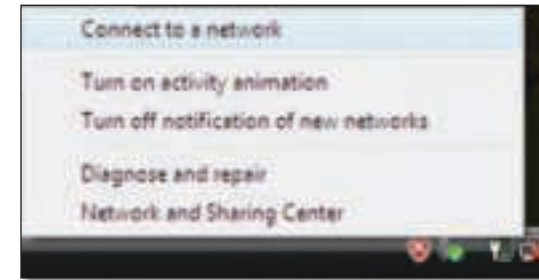 Connect to a network
Turn on activity animation
Turn off notification of new networks
Diagnose and repair
Network and Sharing Center